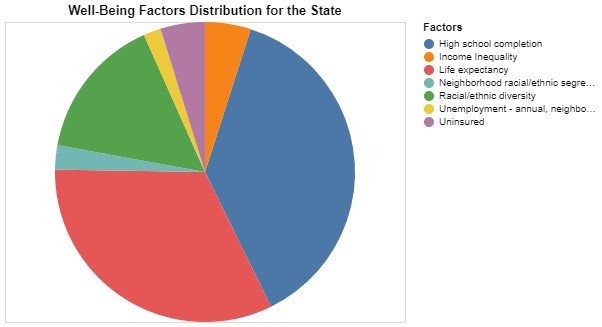 Well-Being Factors Distribution for the State
Factors
High school completion
Income Inequality
Life expectancy
Neighborhood racial/ethnic segre…
Racial/ethnic diversity
Unemployment - annual, neighbo…
Uninsured